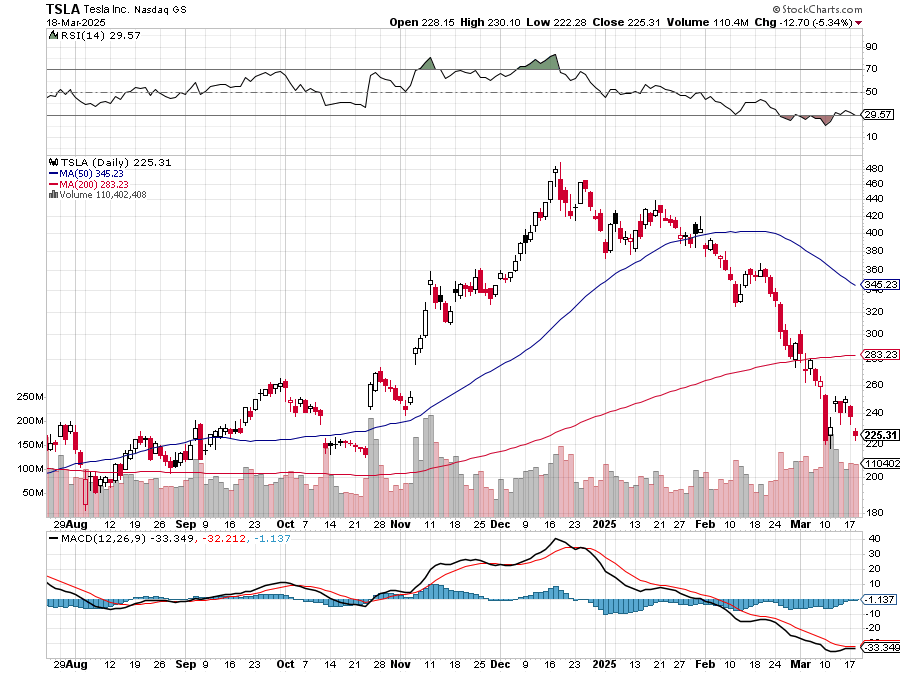 TSLA Tesla Inc. Nasdaq GS
© StockCharts.com
18-Mar-2025
Open 228.15 High 230.10 Low 222.28 Close 225.31 Volume 110.4M Chg -12.70 (-5.34%)
RSI(14) 29.57
90
70
50
29.57
10
TSLA (Daily) 225.31
MA(50) 345.23
MA(200) 283.23
Volume 110,402,408
480
460
440
420
400
380
360
345.23
340
320
300
283.23
260
240
225.31
220
110402
200
180
250M
200M
150M
100M
50M
29 Aug 12 19 26 Sep 9 16 23 Oct 7 14 21 28 Nov 11 18 25 Dec 9 16 23 2025 13 21 27 Feb 10 18 24 Mar 10 17
MACD(12,26,9) -33.349, -32.212, -1.137
40
30
20
10
-1.137
-10
-20
-33.349
29 Aug 12 19 26 Sep 9 16 23 Oct 7 14 21 28 Nov 11 18 25 Dec 9 16 23 2025 13 21 27 Feb 10 18 24 Mar 10 17